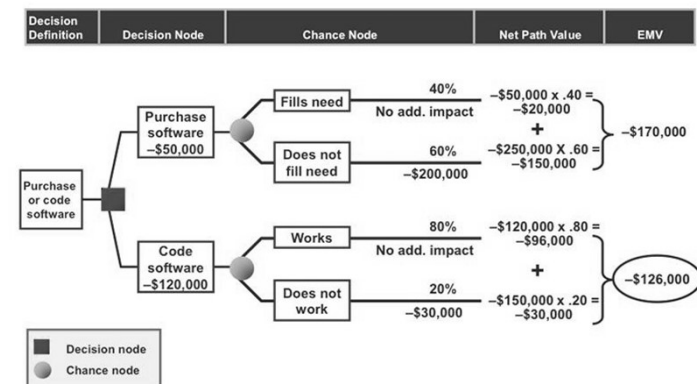 Decision
Definition
Decision Node
Chance Node
Net Path Value
EMV
Purchase
or code
software
Purchase
software
–$50,000
Fills need
40%
No add. impact
–$50,000 x .40 =
–$20,000
+
Does not
fill need
60%
–$200,000
–$250,000 X .60 =
–$150,000
–$170,000
Code
software
–$120,000
Works
80%
No add. impact
–$120,000 x .80 =
–$96,000
+
Does not
work
20%
–$30,000
–$150,000 x .20 =
–$30,000
–$126,000
Decision node
Chance node